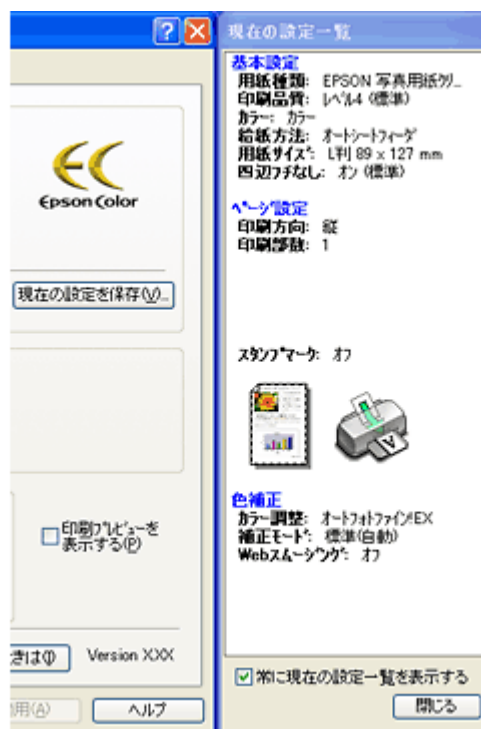 Epson Color
現在の設定を保存(V)...
印刷プレビューを
表示する(P)
きは(I)
Version XXX
用(A)
ヘルプ
現在の設定一覧
基本設定
用紙種類: EPSON 写真用紙クリ...
印刷品質: レベル4 (標準)
カラー: カラー
給紙方法: オートシートフィーダ
用紙サイズ: L判 89 x 127 mm
四辺フチなし: オン (標準)
ページ設定
印刷方向: 縦
印刷部数: 1
スタンプマーク: オフ
色補正
カラー調整: オートフォトファイン!EX
補正モード: 標準(自動)
Webスムージング: オフ
常に現在の設定一覧を表示する
閉じる